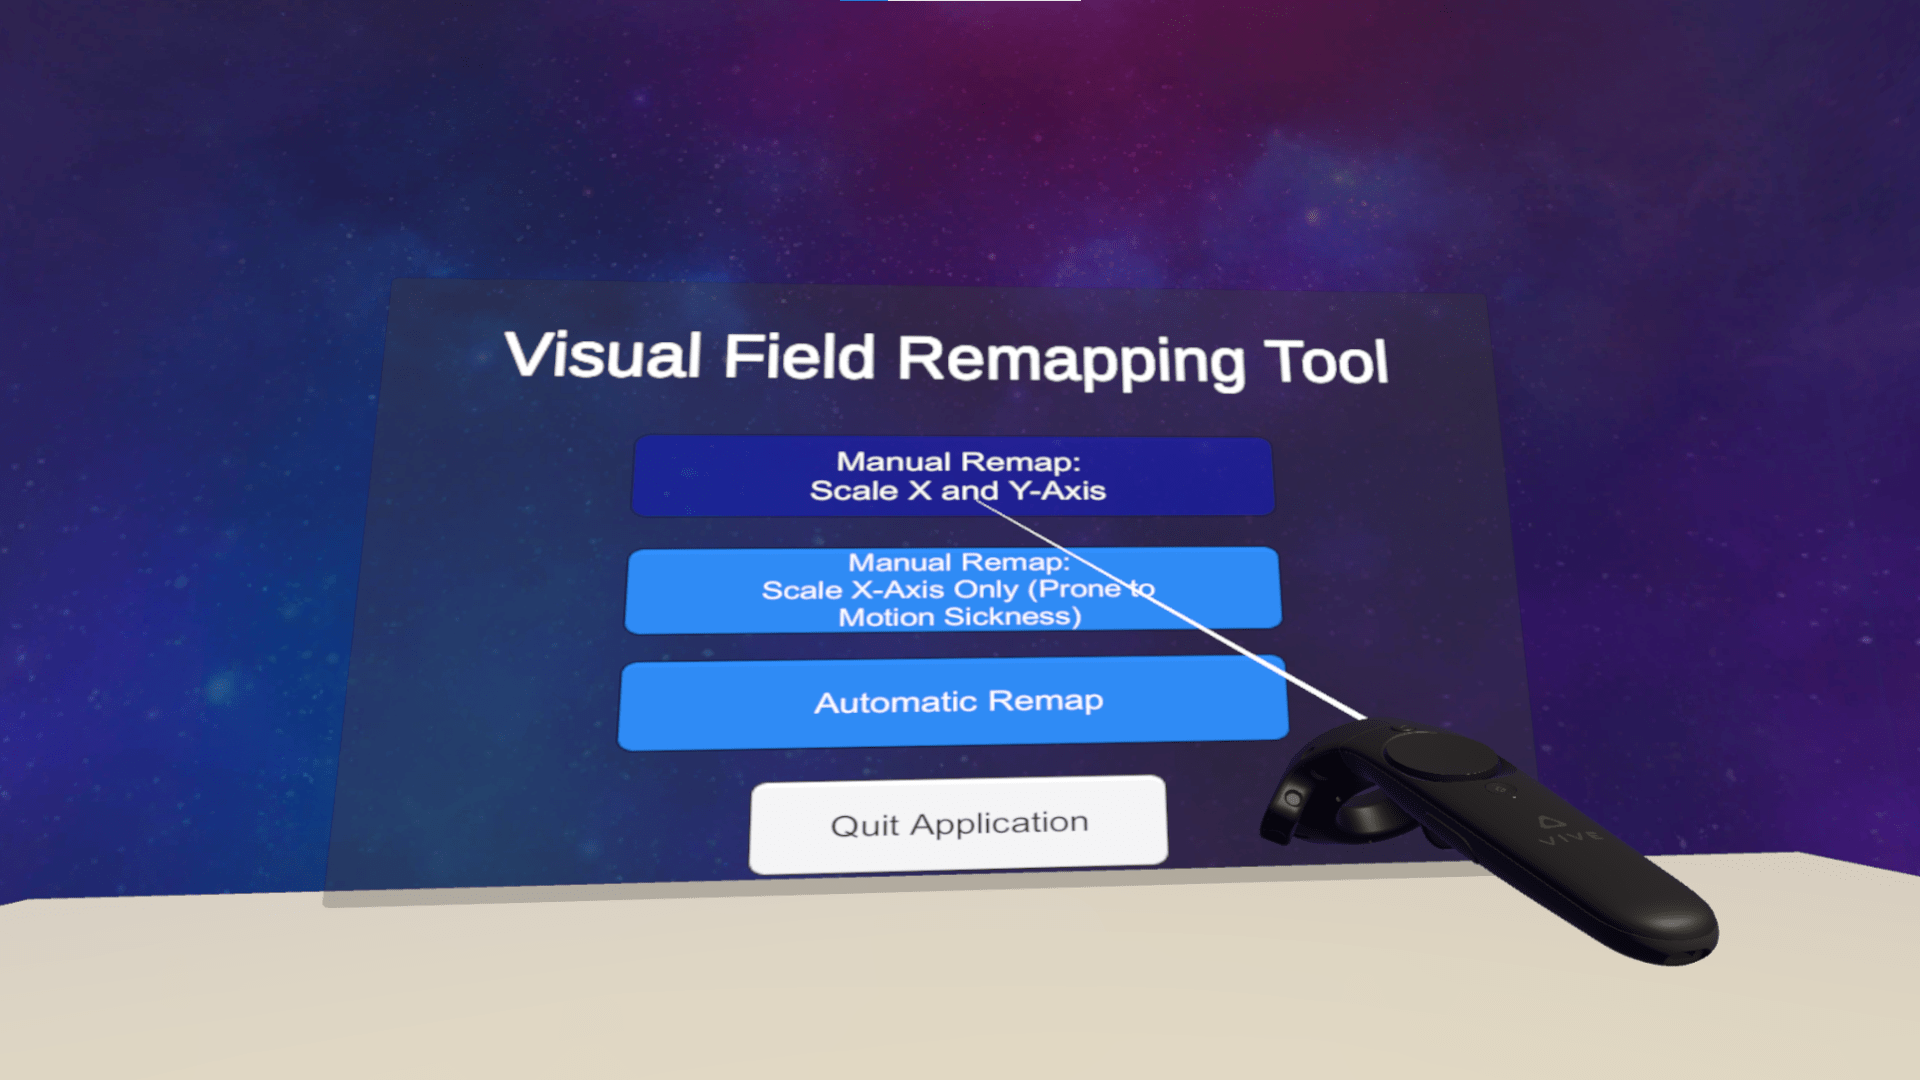 Visual Field Remapping Tool
Manual Remap:
Scale X and Y-Axis
Manual Remap:
Scale X-Axis Only (Prone to
Motion Sickness)
Automatic Remap
Quit Application
VIVE